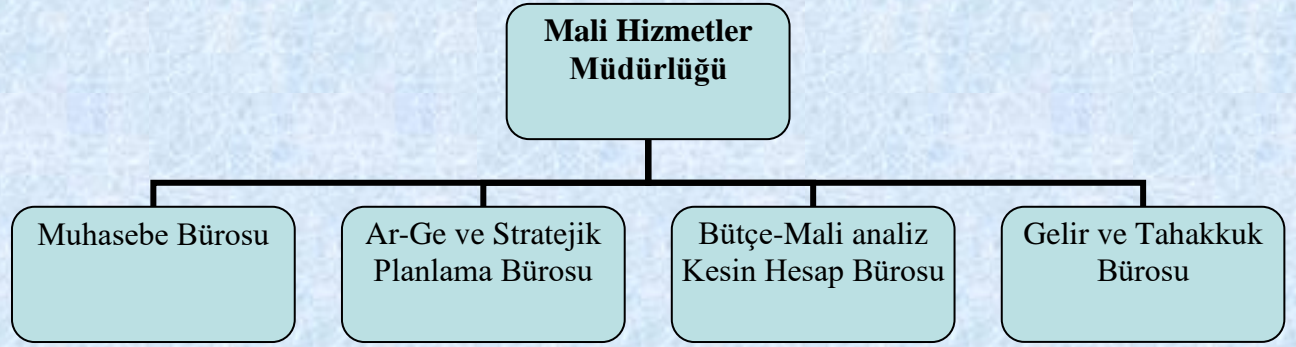 Mali Hizmetler
Müdürlüğü
Muhasebe Bürosu
Ar-Ge ve Stratejik
Planlama Bürosu
Bütçe-Mali analiz
Kesin Hesap Bürosu
Gelir ve Tahakkuk
Bürosu